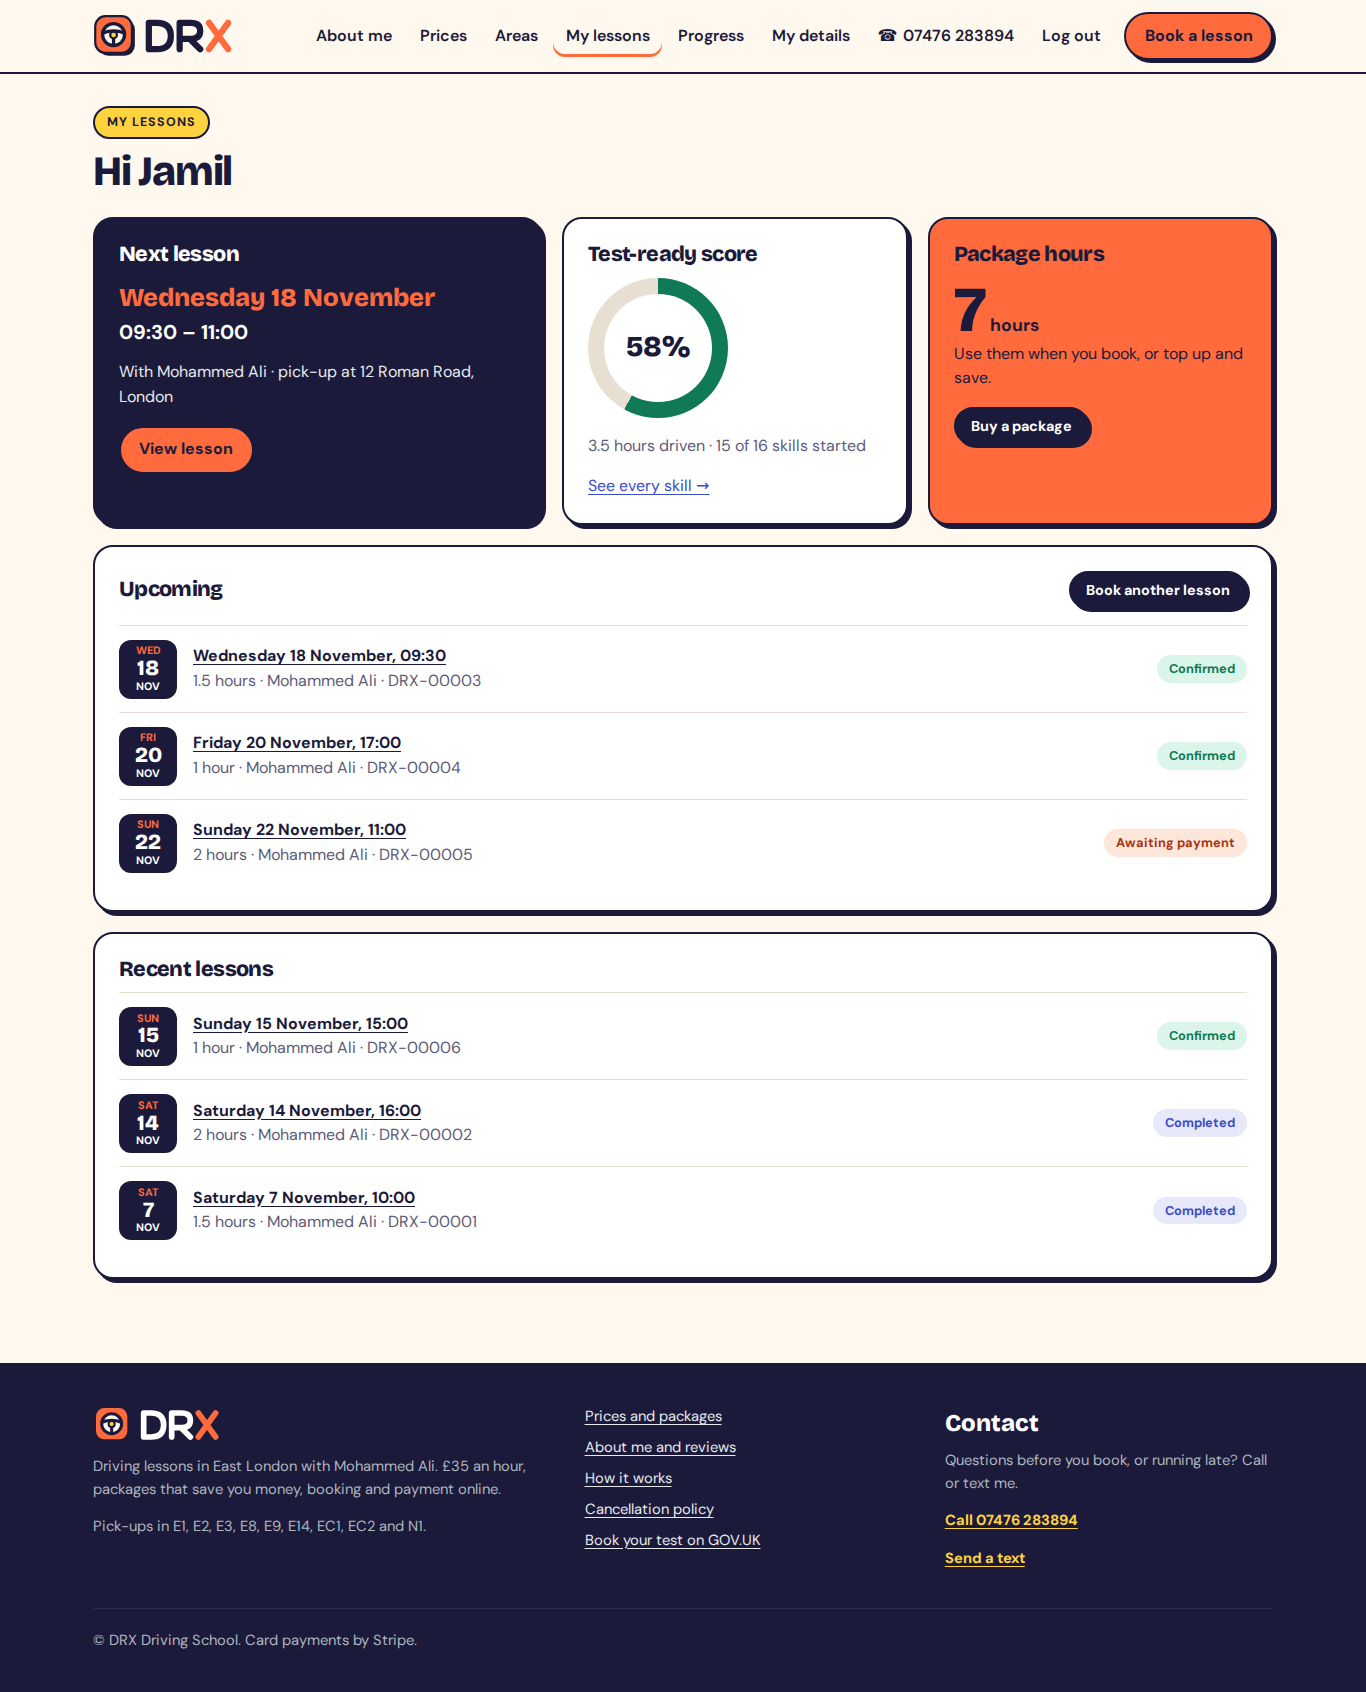 DRX
About me
Prices
Areas
My lessons
Progress
My details
☎ 07476 283894
Log out
Book a lesson
MY LESSONS
Hi Jamil
Next lesson
Wednesday 18 November
09:30 – 11:00
With Mohammed Ali · pick-up at 12 Roman Road,
London
View lesson
Test-ready score
58%
3.5 hours driven · 15 of 16 skills started
See every skill →
Package hours
7 hours
Use them when you book, or top up and
save.
Buy a package
Upcoming
Book another lesson
WED
18
NOV
Wednesday 18 November, 09:30
1.5 hours · Mohammed Ali · DRX-00003
Confirmed
FRI
20
NOV
Friday 20 November, 17:00
1 hour · Mohammed Ali · DRX-00004
Confirmed
SUN
22
NOV
Sunday 22 November, 11:00
2 hours · Mohammed Ali · DRX-00005
Awaiting payment
Recent lessons
SUN
15
NOV
Sunday 15 November, 15:00
1 hour · Mohammed Ali · DRX-00006
Confirmed
SAT
14
NOV
Saturday 14 November, 16:00
2 hours · Mohammed Ali · DRX-00002
Completed
SAT
7
NOV
Saturday 7 November, 10:00
1.5 hours · Mohammed Ali · DRX-00001
Completed
DRX
Driving lessons in East London with Mohammed Ali. £35 an hour,
packages that save you money, booking and payment online.
Pick-ups in E1, E2, E3, E8, E9, E14, EC1, EC2 and N1.
Prices and packages
About me and reviews
How it works
Cancellation policy
Book your test on GOV.UK
Contact
Questions before you book, or running late? Call
or text me.
Call 07476 283894
Send a text
© DRX Driving School. Card payments by Stripe.